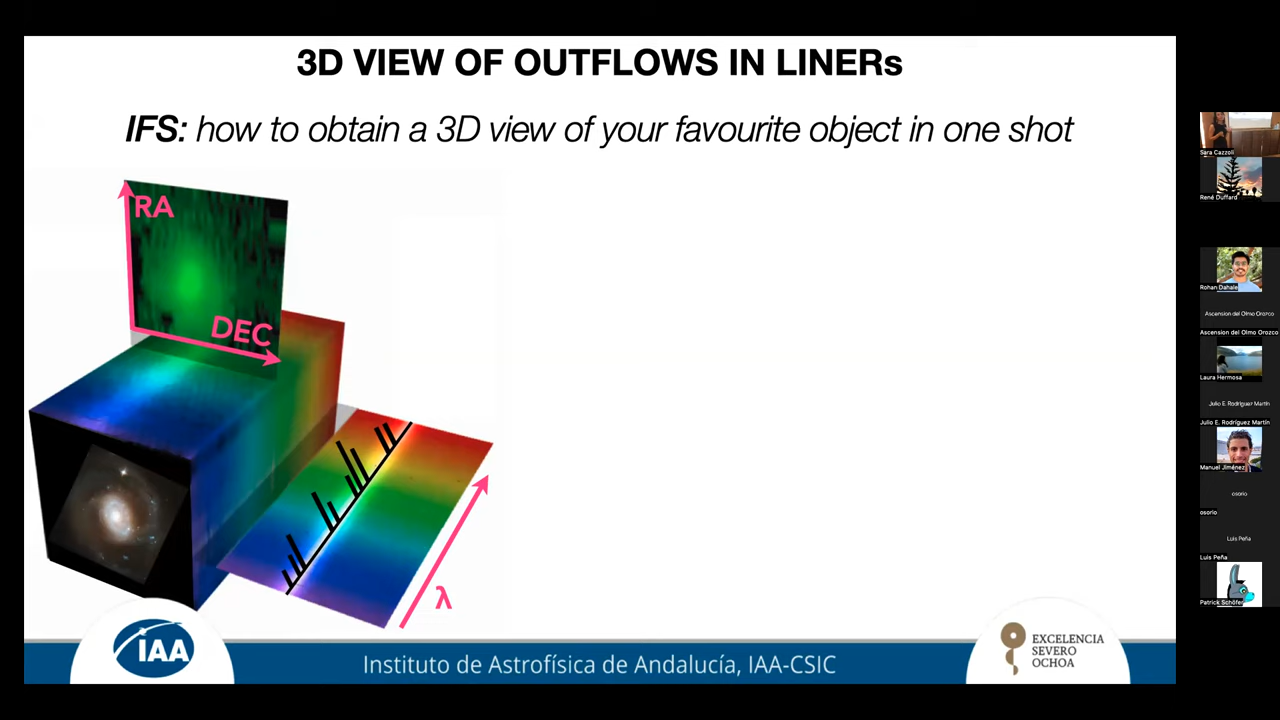 3D VIEW OF OUTFLOWS IN LINERs
IFS: how to obtain a 3D view of your favourite object in one shot
RA
DEC
λ
IAA
Instituto de Astrofísica de Andalucía, IAA-CSIC
EXCELENCIA
SEVERO
OCHOA
Sara Cazzoli
René Duffard
Rohan Dahale
Ascension del Olmo Orozco
Ascension del Olmo Orozco
Laura Hermosa
Julio E. Rodríguez Martín
Julio E. Rodríguez Martín
Manuel Jiménez
osorio
osorio
Luis Peña
Luis Peña
Patrick Schöfer